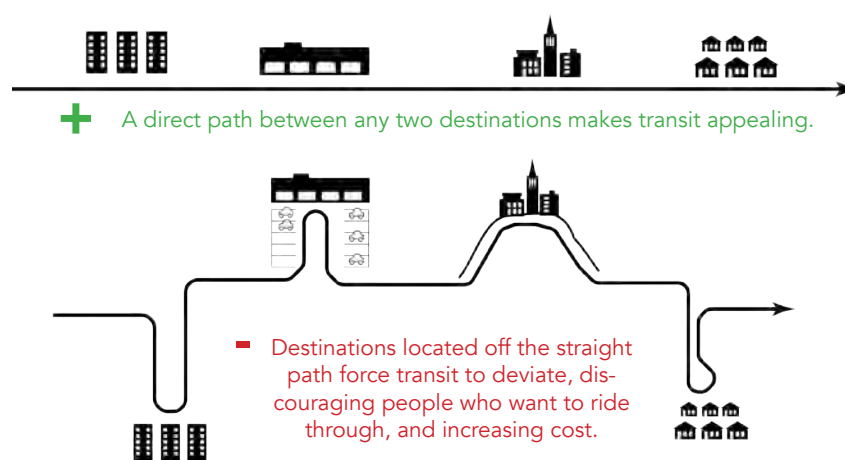 + A direct path between any two destinations makes transit appealing.
- Destinations located off the straight
path force transit to deviate, dis-
couraging people who want to ride
through, and increasing cost.